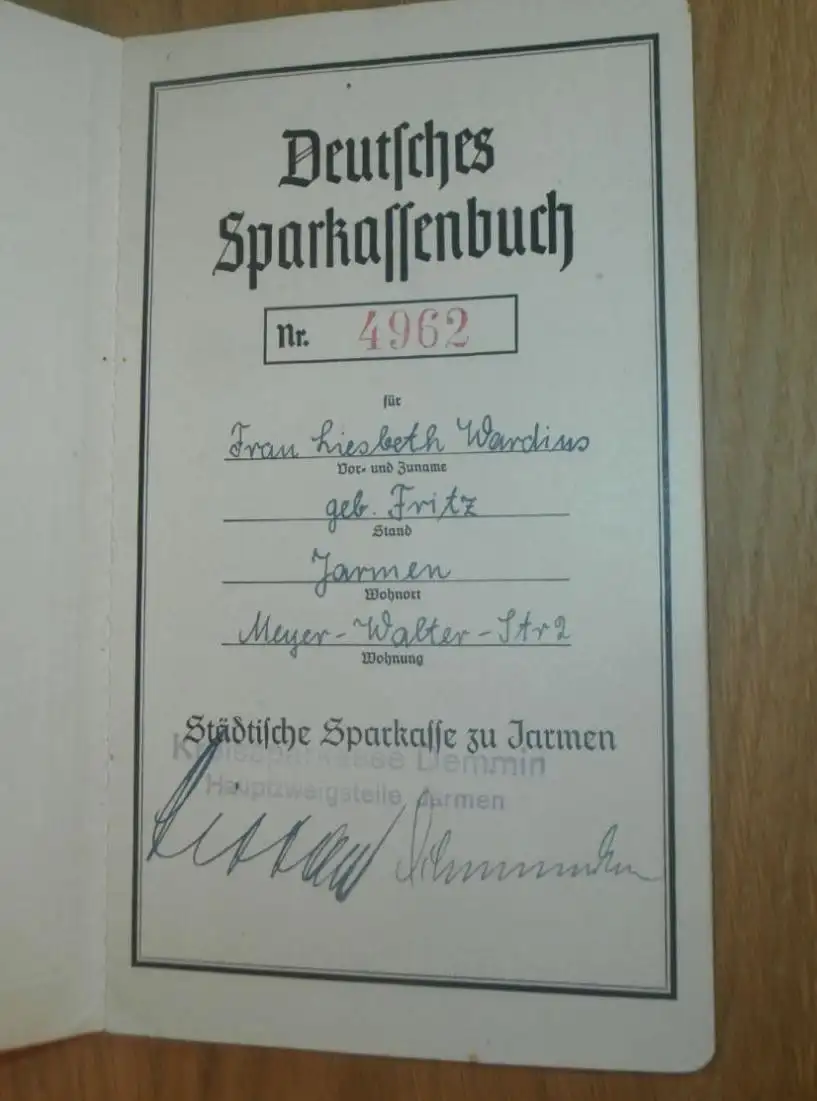 Deutsches
Sparkassenbuch
Nr. 4962
für
Frau Liesbeth Wardius
Vor- und Zuname
geb. Fritz
Stand
Jarmen
Wohnort
Meyer-Walter-Str 2
Wohnung
Städtische Sparkasse zu Jarmen
Kreissparkasse Demmin
Hauptzweigstelle Jarmen